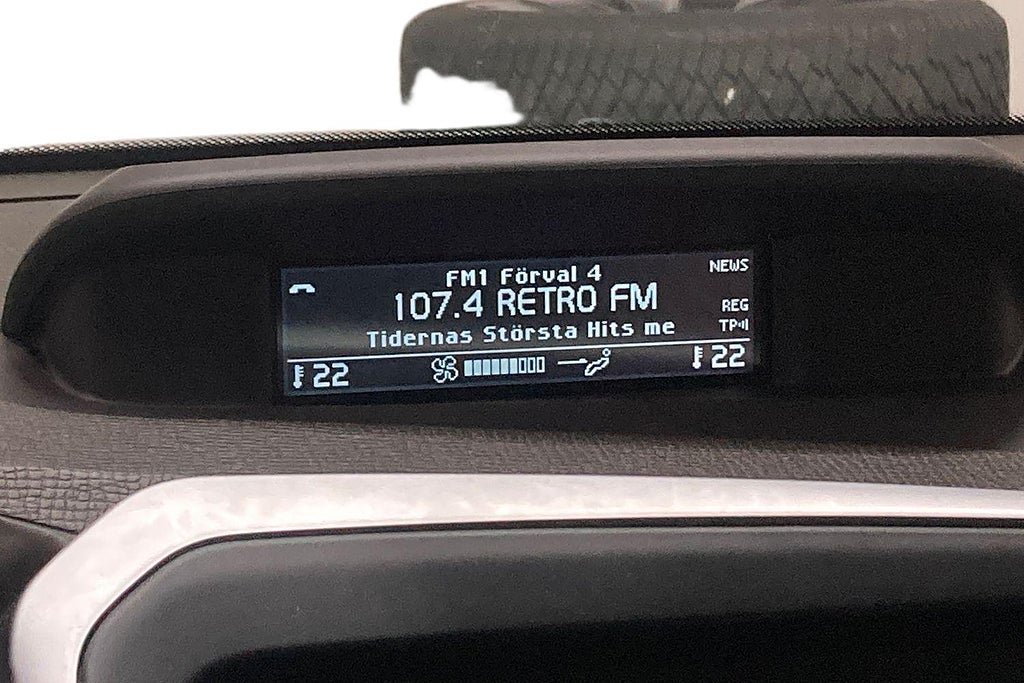 FM1 Förval 4
NEWS
107.4 RETRO FM
REG
Tidernas Största Hits me
TP
22
22